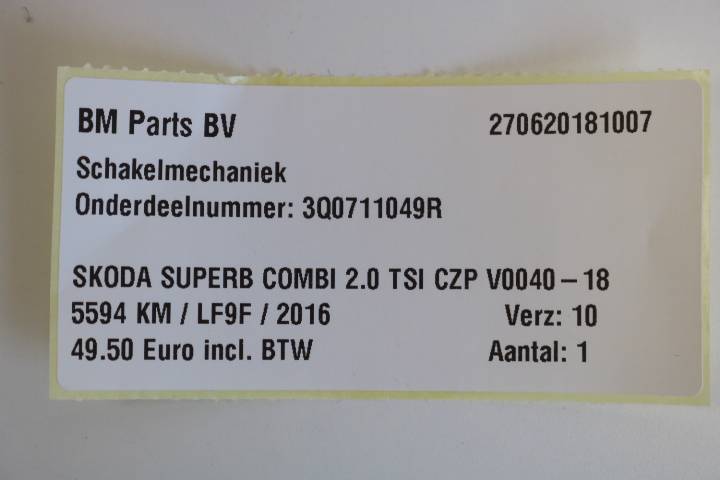 BM Parts BV 270620181007
Schakelmechaniek
Onderdeelnummer: 3Q0711049R
SKODA SUPERB COMBI 2.0 TSI CZP V0040-18
5594 KM / LF9F / 2016 Verz: 10
49.50 Euro incl. BTW Aantal: 1